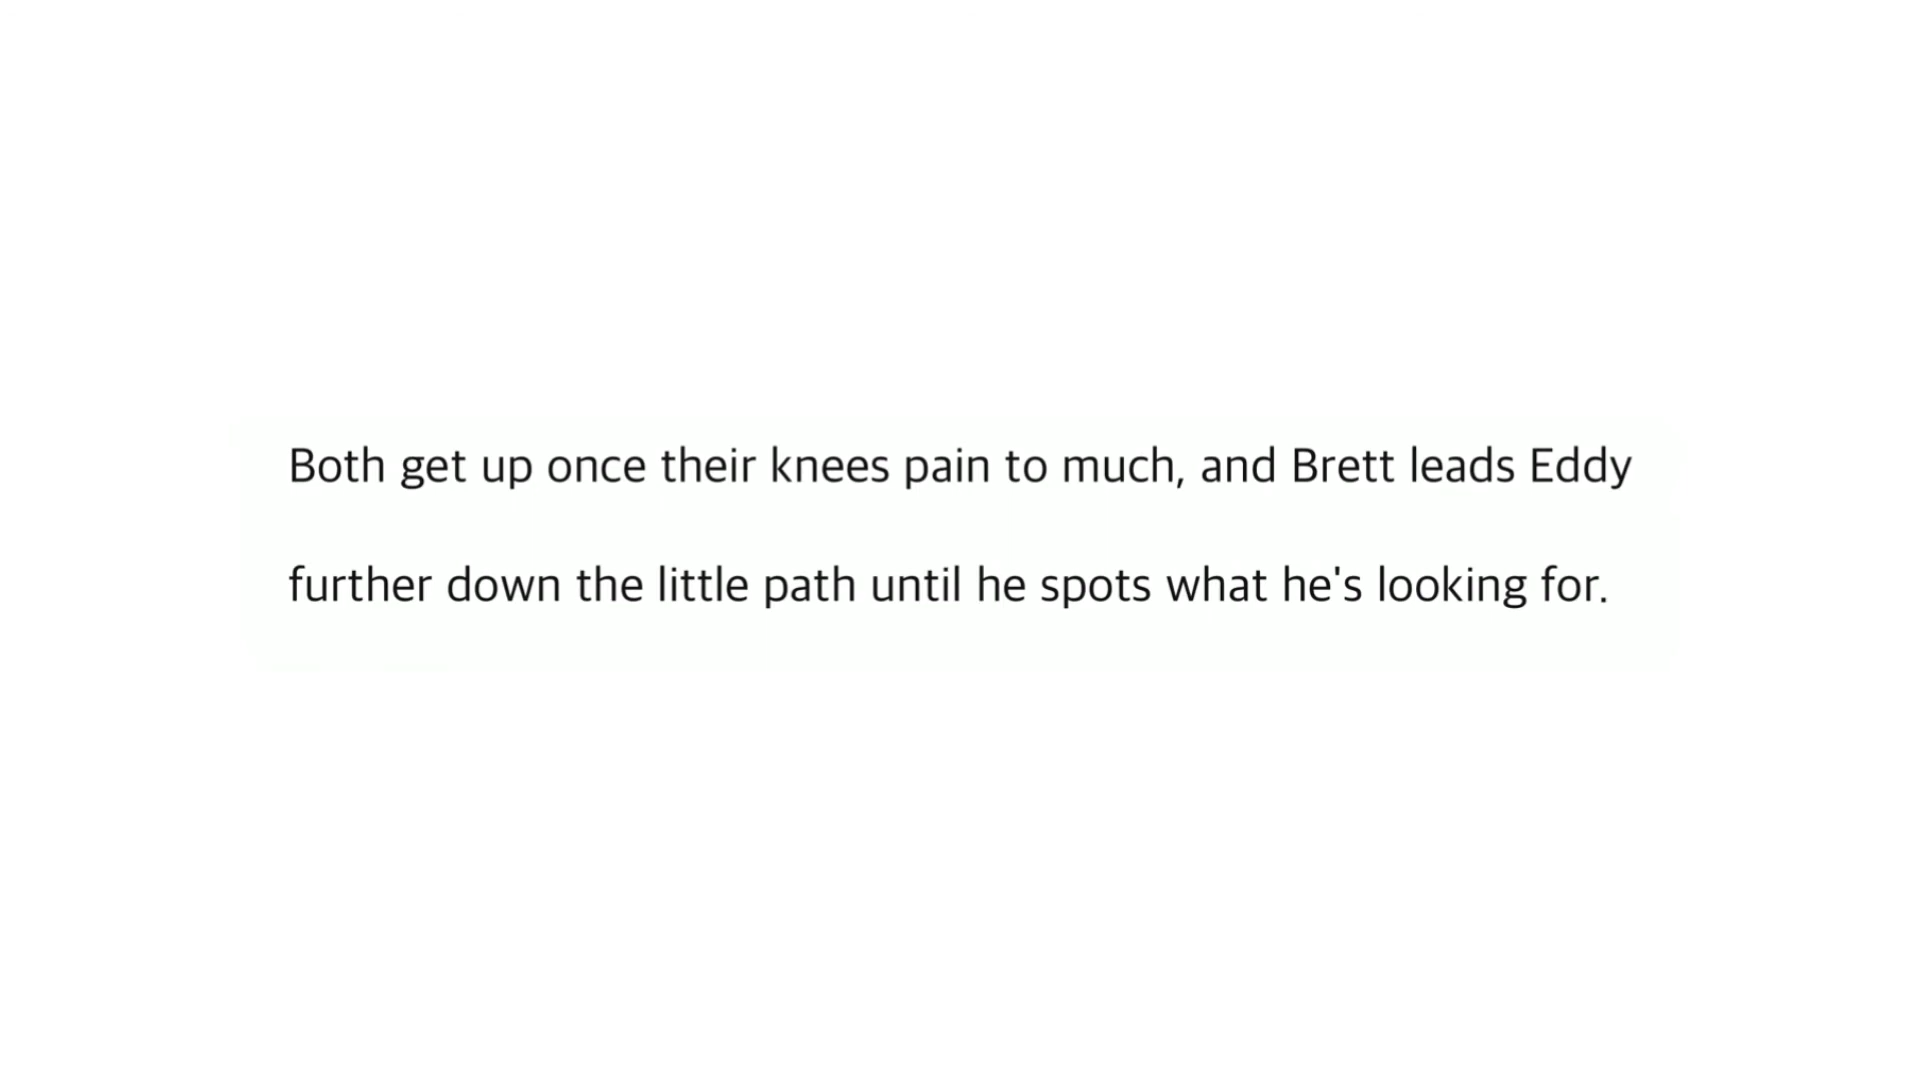 Both get up once their knees pain to much, and Brett leads Eddy
further down the little path until he spots what he's looking for.